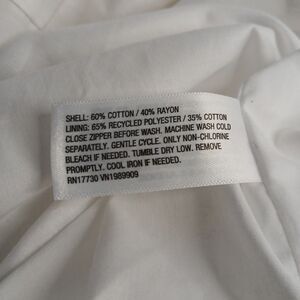 SHELL: 60% COTTON / 40% RAYON
LINING: 65% RECYCLED POLYESTER / 35% COTTON
CLOSE ZIPPER BEFORE WASH. MACHINE WASH COLD
SEPARATELY. GENTLE CYCLE. ONLY NON-CHLORINE
BLEACH IF NEEDED. TUMBLE DRY LOW. REMOVE
PROMPTLY. COOL IRON IF NEEDED.
RN17730 VN1989909